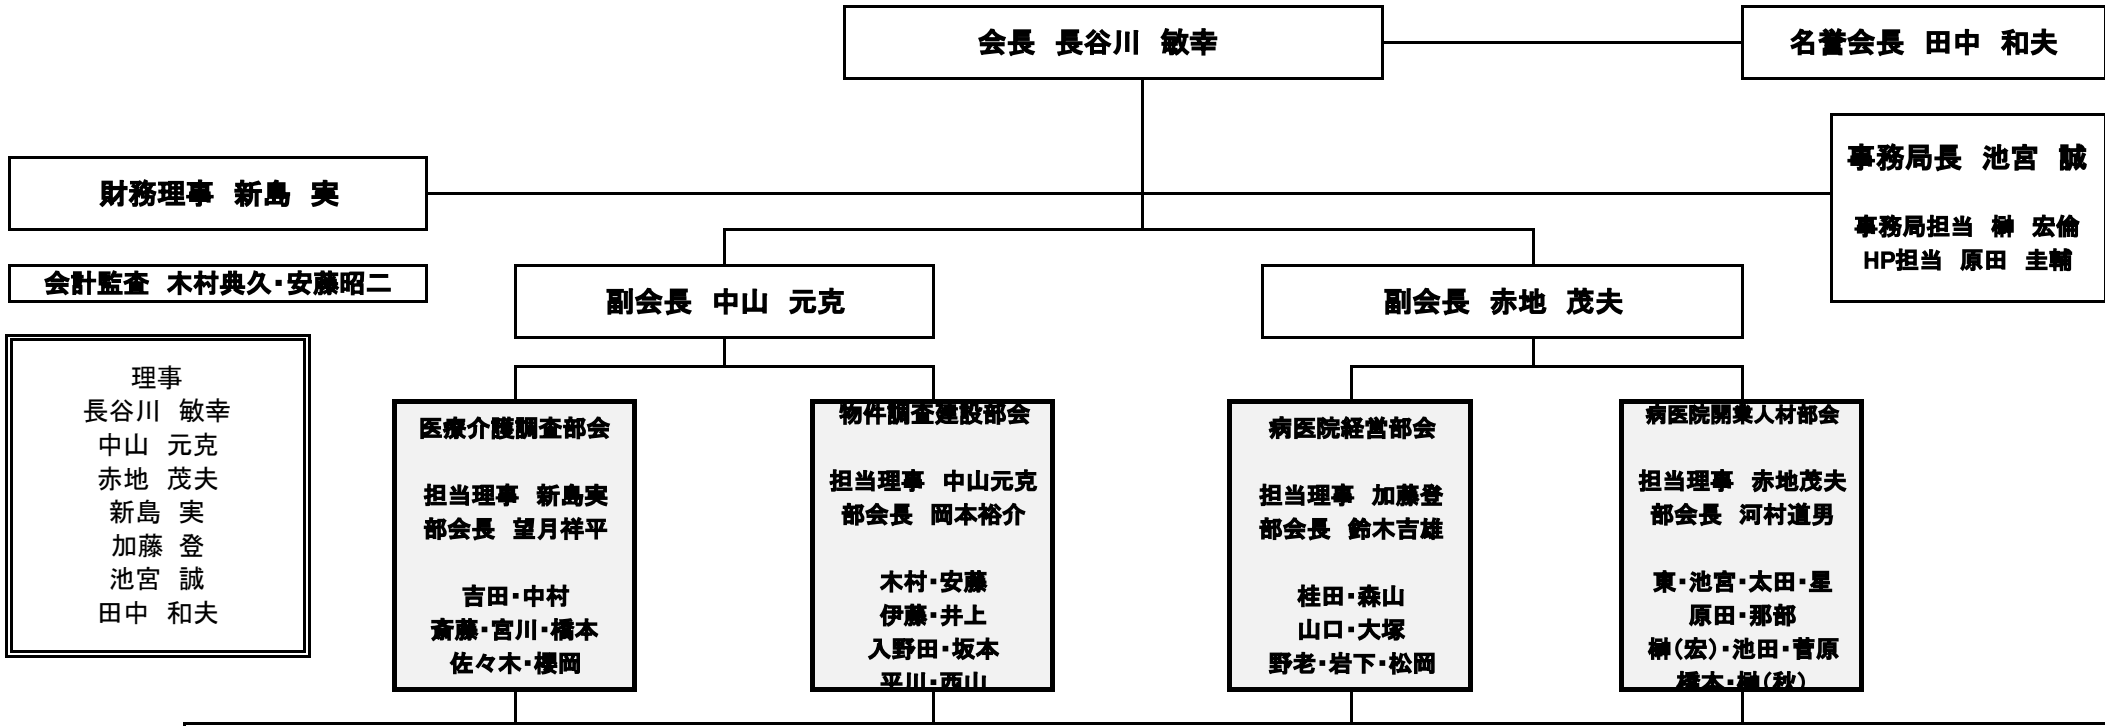 会長 長谷川 敏幸
名誉会長 田中 和夫
財務理事 新島 実
事務局長 池宮 誠
事務局担当 榊 宏倫
HP担当 原田 圭輔
会計監査 木村典久・安藤昭二
副会長 中山 元克
副会長 赤地 茂夫
理事
長谷川 敏幸
中山 元克
赤地 茂夫
新島 実
加藤 登
池宮 誠
田中 和夫
医療介護調査部会
担当理事 新島実
部会長 望月祥平
吉田・中村
斎藤・宮川・橋本
佐々木・櫻岡
物件調査建設部会
担当理事 中山元克
部会長 岡本裕介
木村・安藤
伊藤・井上
入野田・坂本
平川・西山
病医院経営部会
担当理事 加藤登
部会長 鈴木吉雄
桂田・森山
山口・大塚
野老・岩下・松岡
病医院開業人材部会
担当理事 赤地茂夫
部会長 河村道男
東・池宮・太田・星
原田・那部
榊(宏)・池田・菅原
橋本・榊(秋)